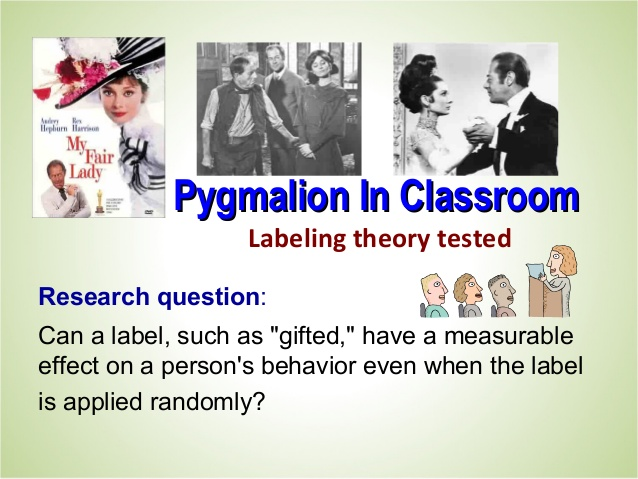 Audrey Hepburn
Rex Harrison
My Fair Lady
DVD
Pygmalion In Classroom
Labeling theory tested
Research question:
Can a label, such as "gifted," have a measurable
effect on a person's behavior even when the label
is applied randomly?